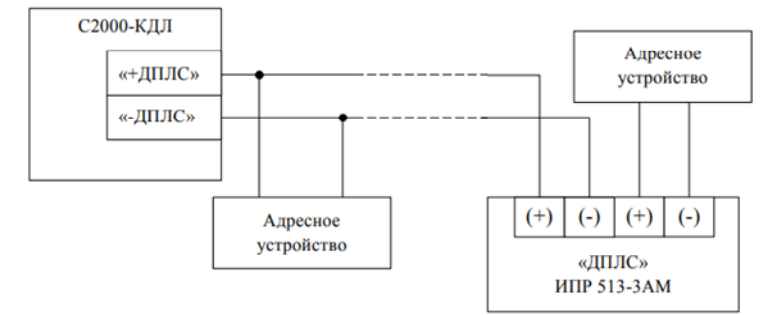 С2000-КДЛ
«+ДПЛС»
«-ДПЛС»
Адресное
устройство
Адресное
устройство
(+) (-) (+) (-)
«ДПЛС»
ИПР 513-3АМ